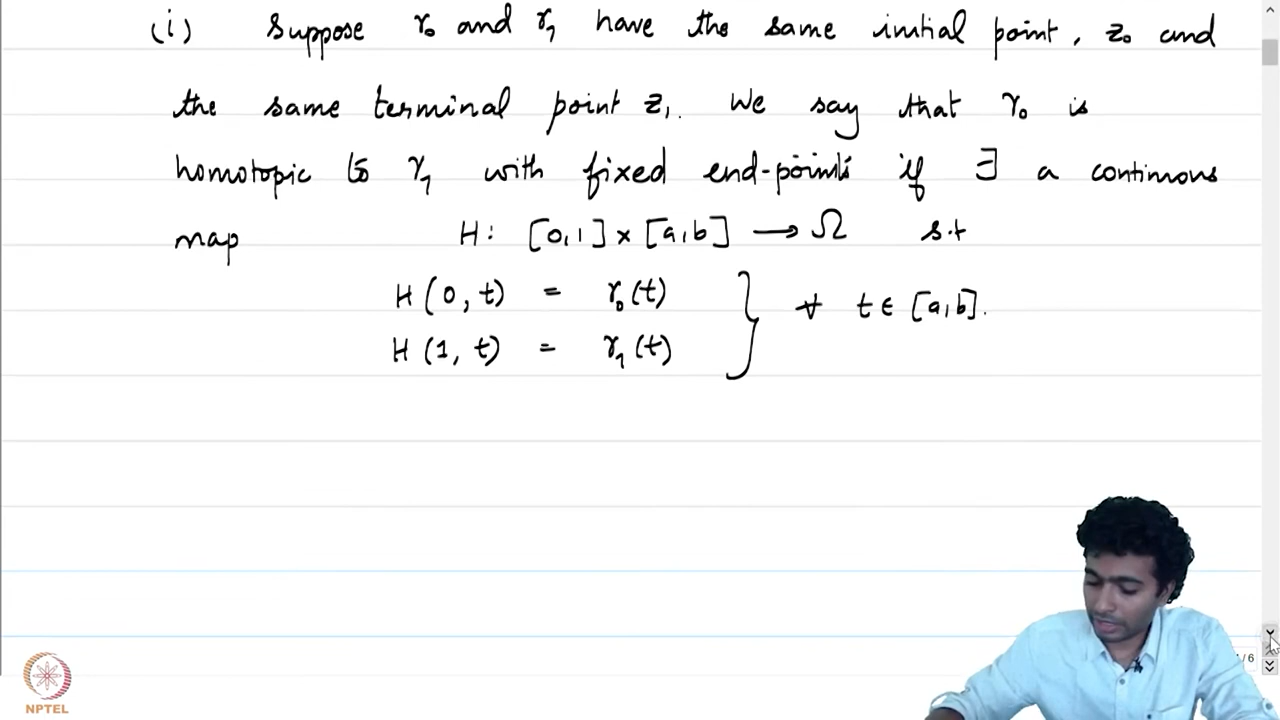 (i) Suppose γ₀ and γ₁ have the same initial point, z₀ and
the same terminal point z₁. We say that γ₀ is
homotopic to γ₁ with fixed end-points if ∃ a continuous
map H: [0,1] × [a,b] ⟶ Ω s.t
H(0, t) = γ₀(t)
H(1, t) = γ₁(t) } ∀ t ∈ [a,b].
1/6
NPTEL